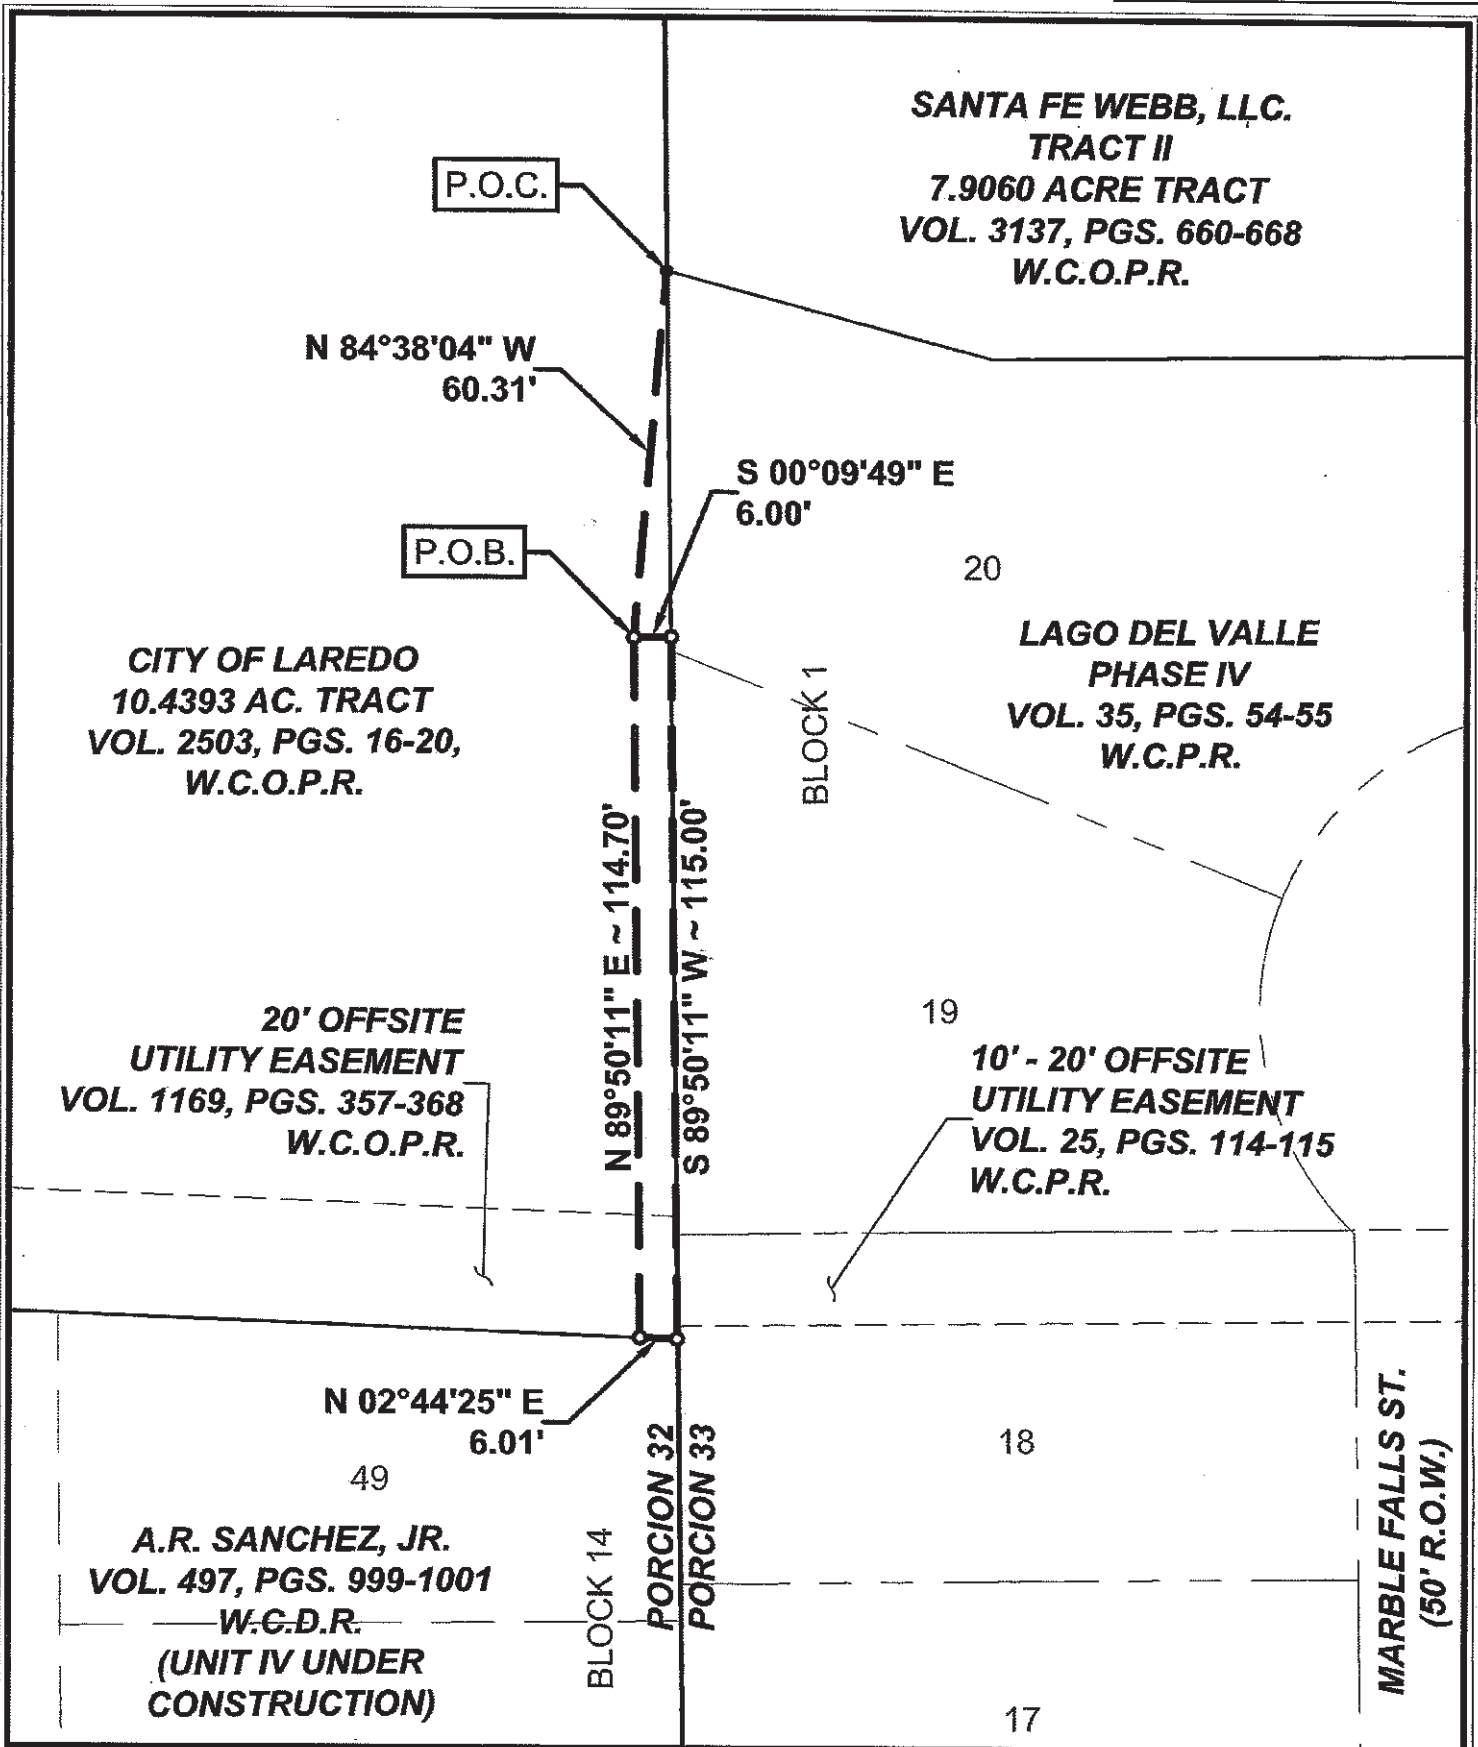 SANTA FE WEBB, LLC.
TRACT II
7.9060 ACRE TRACT
VOL. 3137, PGS. 660-668
W.C.O.P.R.
P.O.C.
N 84°38'04" W
60.31'
S 00°09'49" E
6.00'
P.O.B.
20
CITY OF LAREDO
10.4393 AC. TRACT
VOL. 2503, PGS. 16-20,
W.C.O.P.R.
BLOCK 1
LAGO DEL VALLE
PHASE IV
VOL. 35, PGS. 54-55
W.C.P.R.
N 89°50'11" E ~ 114.70'
S 89°50'11" W ~ 115.00'
20' OFFSITE
UTILITY EASEMENT
VOL. 1169, PGS. 357-368
W.C.O.P.R.
19
10' - 20' OFFSITE
UTILITY EASEMENT
VOL. 25, PGS. 114-115
W.C.P.R.
N 02°44'25" E
6.01'
49
A.R. SANCHEZ, JR.
VOL. 497, PGS. 999-1001
W.C.D.R.
(UNIT IV UNDER
CONSTRUCTION)
BLOCK 14
PORCION 32
PORCION 33
18
17
MARBLE FALLS ST.
(50' R.O.W.)